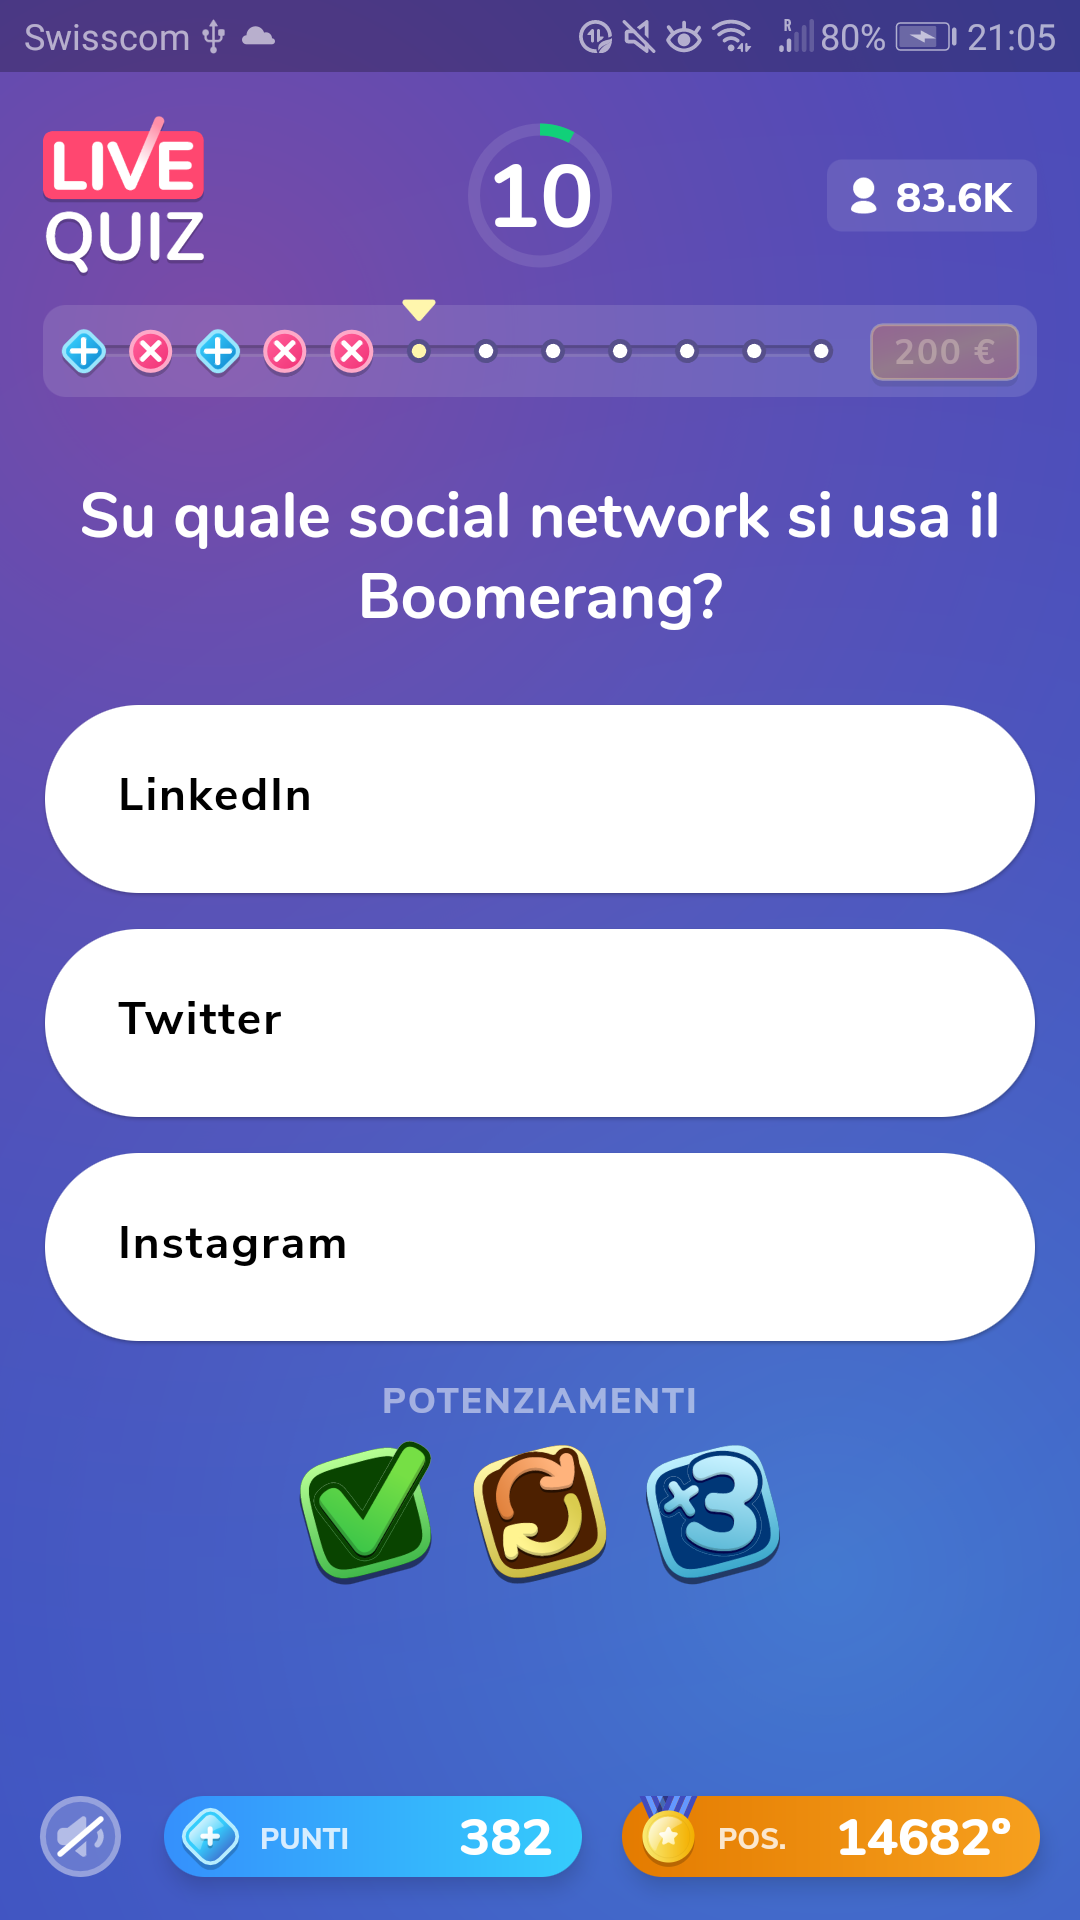 Swisscom R 80% 21:05
LIVE
QUIZ
10
83.6K
200 €
Su quale social network si usa il
Boomerang?
LinkedIn
Twitter
Instagram
POTENZIAMENTI
×3
PUNTI 382
POS. 14682°